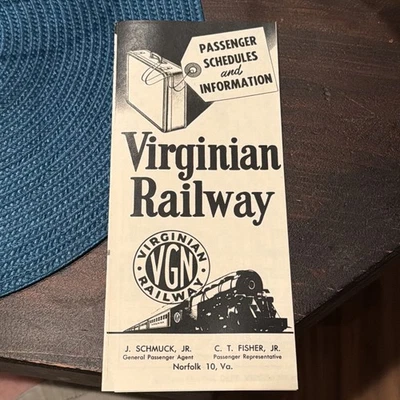 PASSENGER
SCHEDULES
and
INFORMATION
Virginian
Railway
VIRGINIAN
VGN
RAILWAY
J. SCHMUCK, JR.
General Passenger Agent
C. T. FISHER, JR.
Passenger Representative
Norfolk 10, Va.